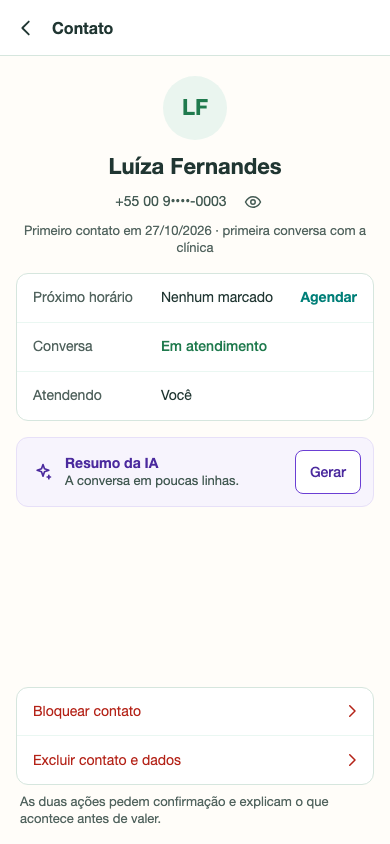 Contato
LF
Luíza Fernandes
+55 00 9••••-0003
Primeiro contato em 27/10/2026 · primeira conversa com a
clínica
Próximo horário Nenhum marcado Agendar
Conversa Em atendimento
Atendendo Você
Resumo da IA
A conversa em poucas linhas.
Gerar
Bloquear contato
Excluir contato e dados
As duas ações pedem confirmação e explicam o que
acontece antes de valer.